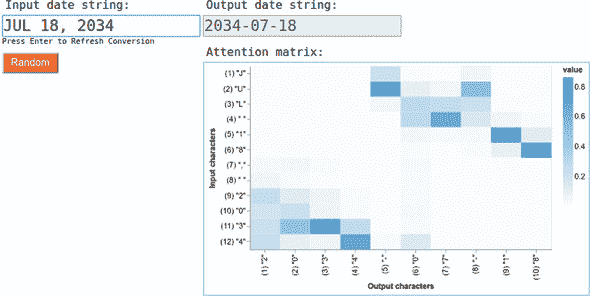 Input date string:
Output date string:
JUL 18, 2034
2034-07-18
Press Enter to Refresh Conversion
Random
Attention matrix:
value
0.8
0.6
0.4
0.2
Input characters
(1) "J"
(2) "U"
(3) "L"
(4) " "
(5) "1"
(6) "8"
(7) ","
(8) " "
(9) "2"
(10) "0"
(11) "3"
(12) "4"
(1) "2"
(2) "0"
(3) "3"
(4) "4"
(5) "-"
(6) "0"
(7) "7"
(8) "-"
(9) "1"
(10) "8"
Output characters